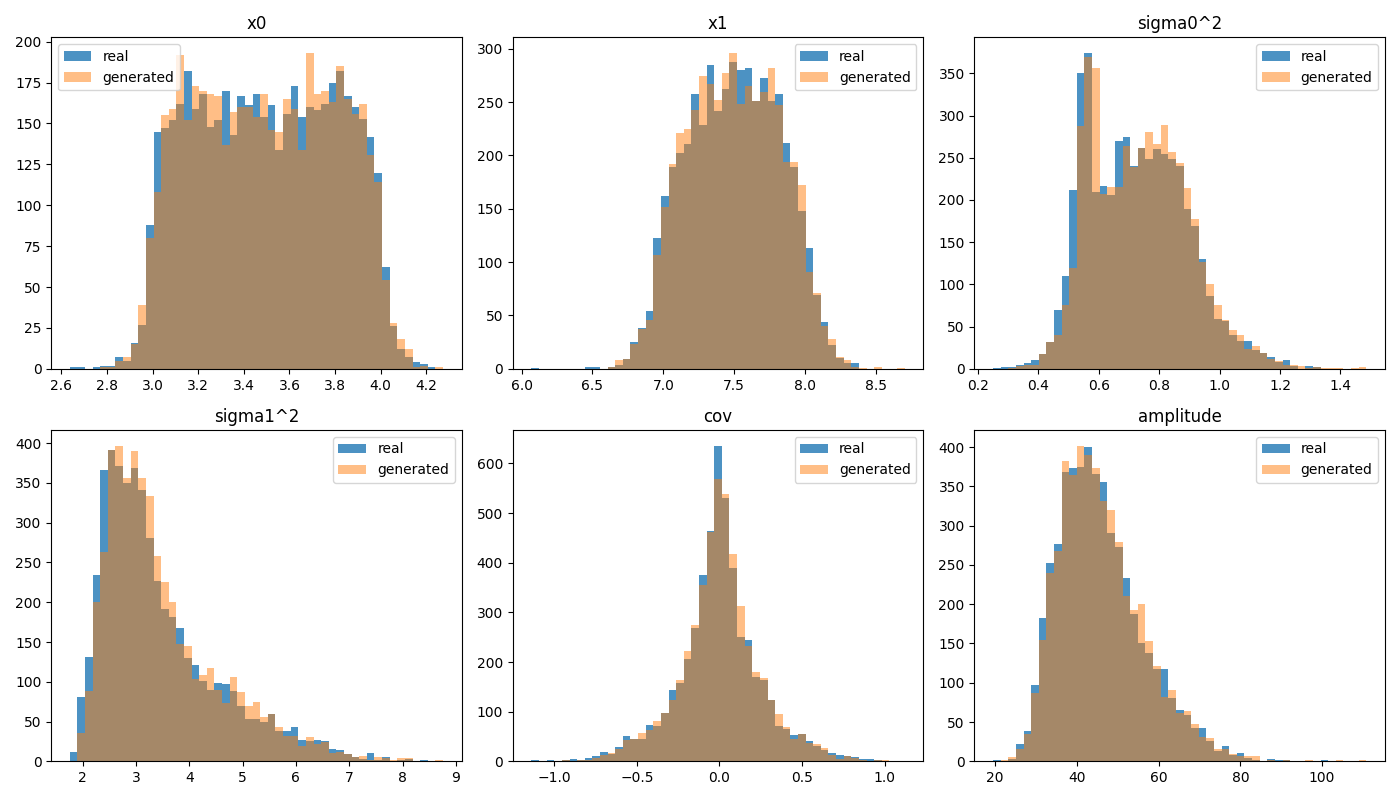 x0
real
generated
0
25
50
75
100
125
150
175
200
2.6 2.8 3.0 3.2 3.4 3.6 3.8 4.0 4.2
x1
real
generated
0
50
100
150
200
250
300
6.0 6.5 7.0 7.5 8.0 8.5
sigma0^2
real
generated
0
50
100
150
200
250
300
350
0.2 0.4 0.6 0.8 1.0 1.2 1.4
sigma1^2
real
generated
0
50
100
150
200
250
300
350
400
2 3 4 5 6 7 8 9
cov
real
generated
0
100
200
300
400
500
600
−1.0 −0.5 0.0 0.5 1.0
amplitude
real
generated
0
50
100
150
200
250
300
350
400
20 40 60 80 100